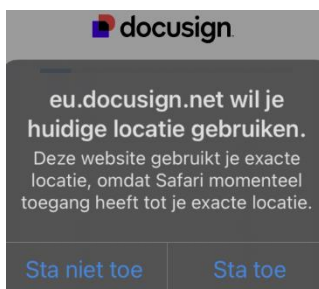 docusign
eu.docusign.net wil je
huidige locatie gebruiken.
Deze website gebruikt je exacte
locatie, omdat Safari momenteel
toegang heeft tot je exacte locatie.
Sta niet toe
Sta toe